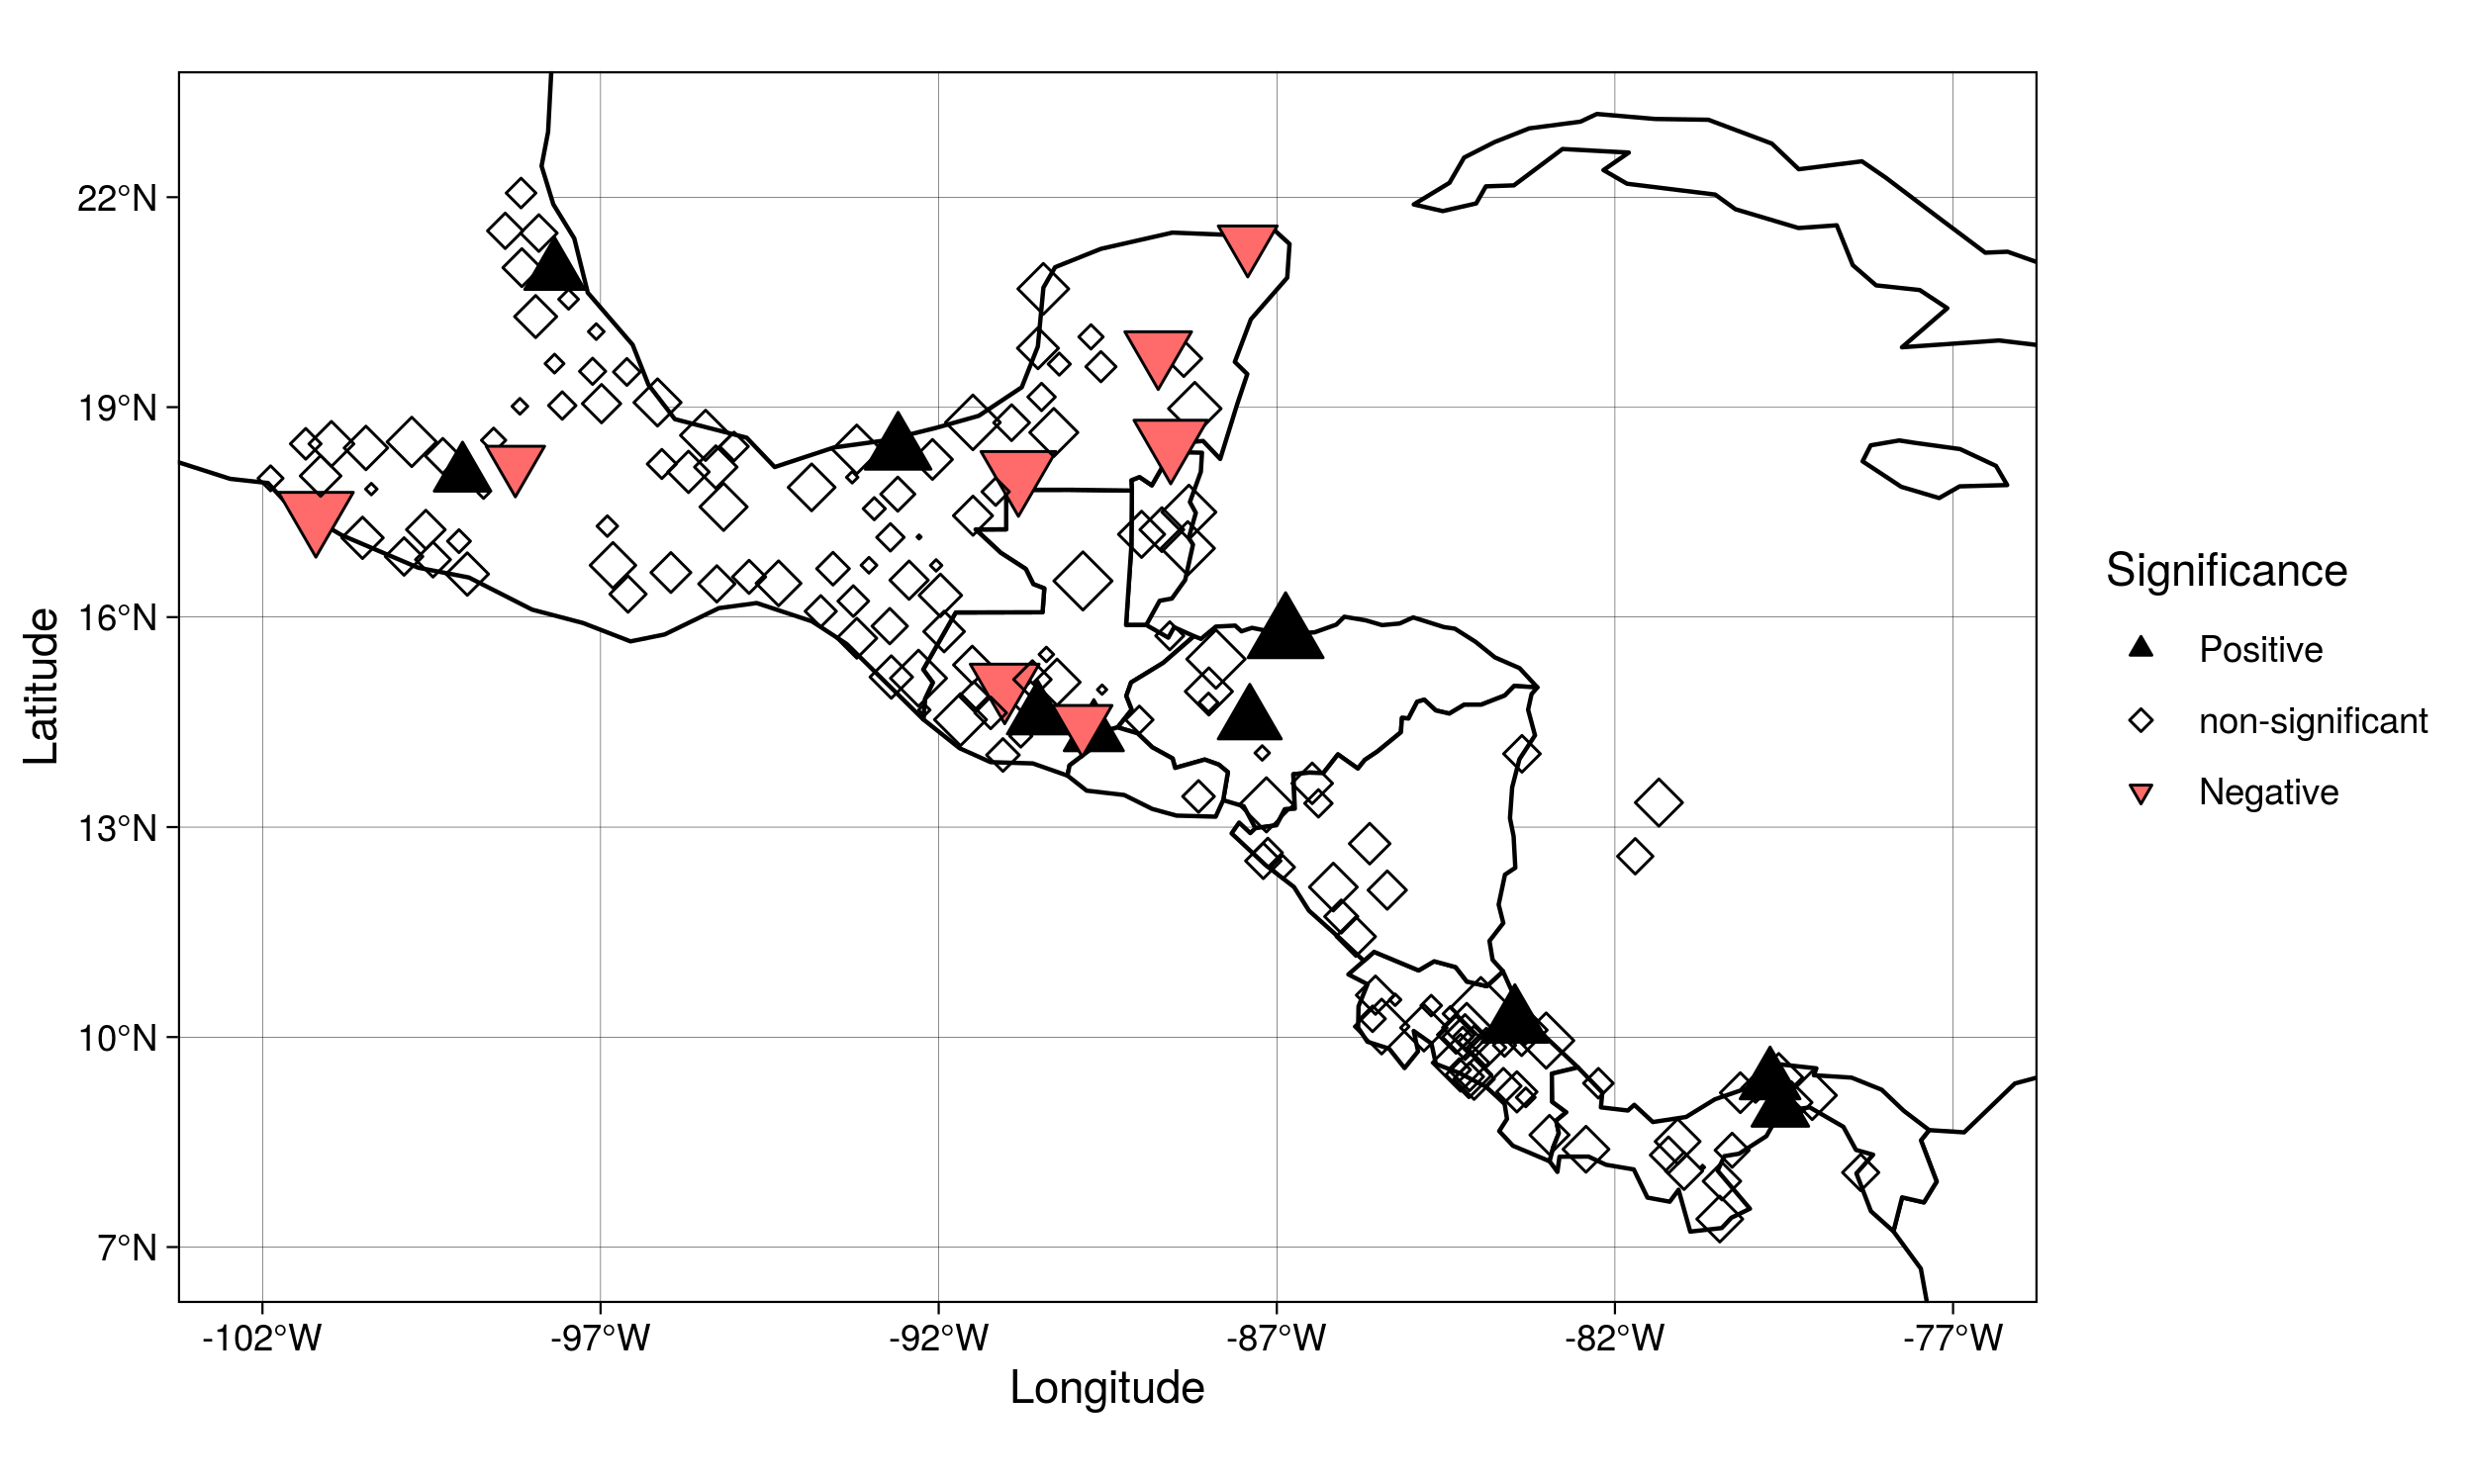 22°N
19°N
16°N
13°N
10°N
7°N
Latitude
-102°W
-97°W
-92°W
-87°W
-82°W
-77°W
Longitude
Significance
Positive
non-significant
Negative